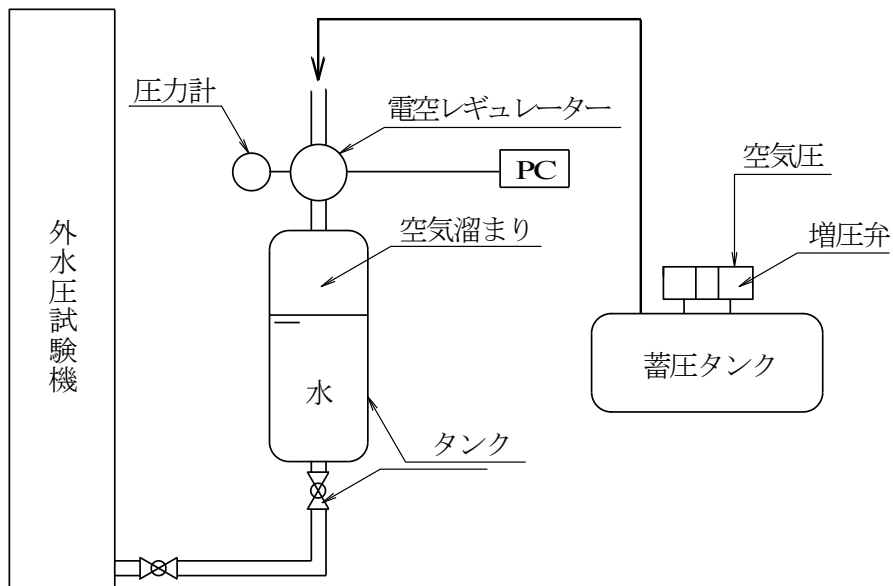 圧力計
電空レギュレーター
PC
空気圧
増圧弁
外水圧試験機
空気溜まり
蓄圧タンク
水
タンク